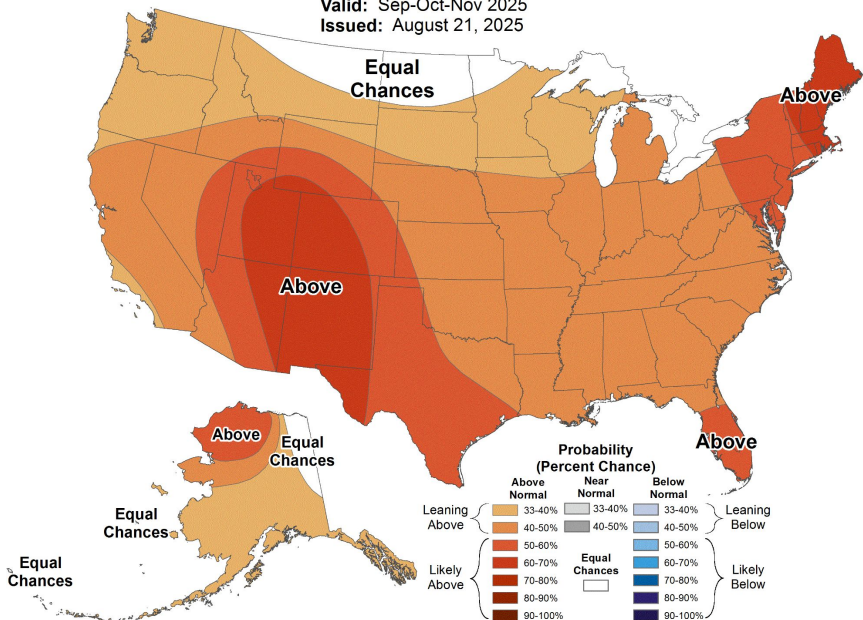 Valid: Sep-Oct-Nov 2025
Issued: August 21, 2025
Equal
Chances
Above
Above
Above
Above
Equal
Chances
Equal
Chances
Equal
Chances
Probability
(Percent Chance)
Above
Normal
Near
Normal
Below
Normal
Leaning
Above
33-40%
40-50%
33-40%
40-50%
33-40%
40-50%
Leaning
Below
Likely
Above
50-60%
60-70%
70-80%
80-90%
90-100%
Equal
Chances
50-60%
60-70%
70-80%
80-90%
90-100%
Likely
Below